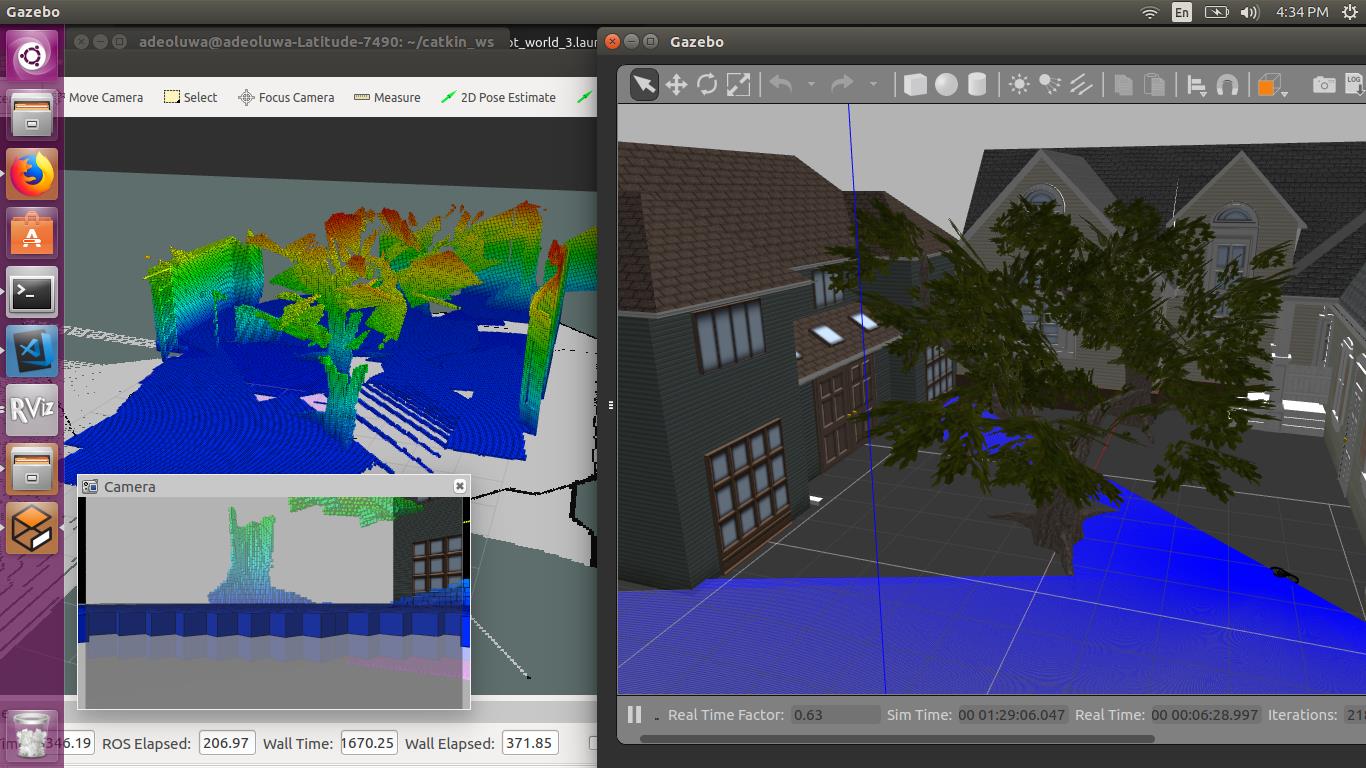 Gazebo
En
4:34 PM
adeoluwa@adeoluwa-Latitude-7490: ~/catkin_ws
ot_world_3.laun
Gazebo
Move Camera
Select
Focus Camera
Measure
2D Pose Estimate
LOG
RViz
Camera
Real Time Factor: 0.63 Sim Time: 00 01:29:06.047 Real Time: 00 00:06:28.997 Iterations: 218
346.19 ROS Elapsed: 206.97 Wall Time: 1670.25 Wall Elapsed: 371.85